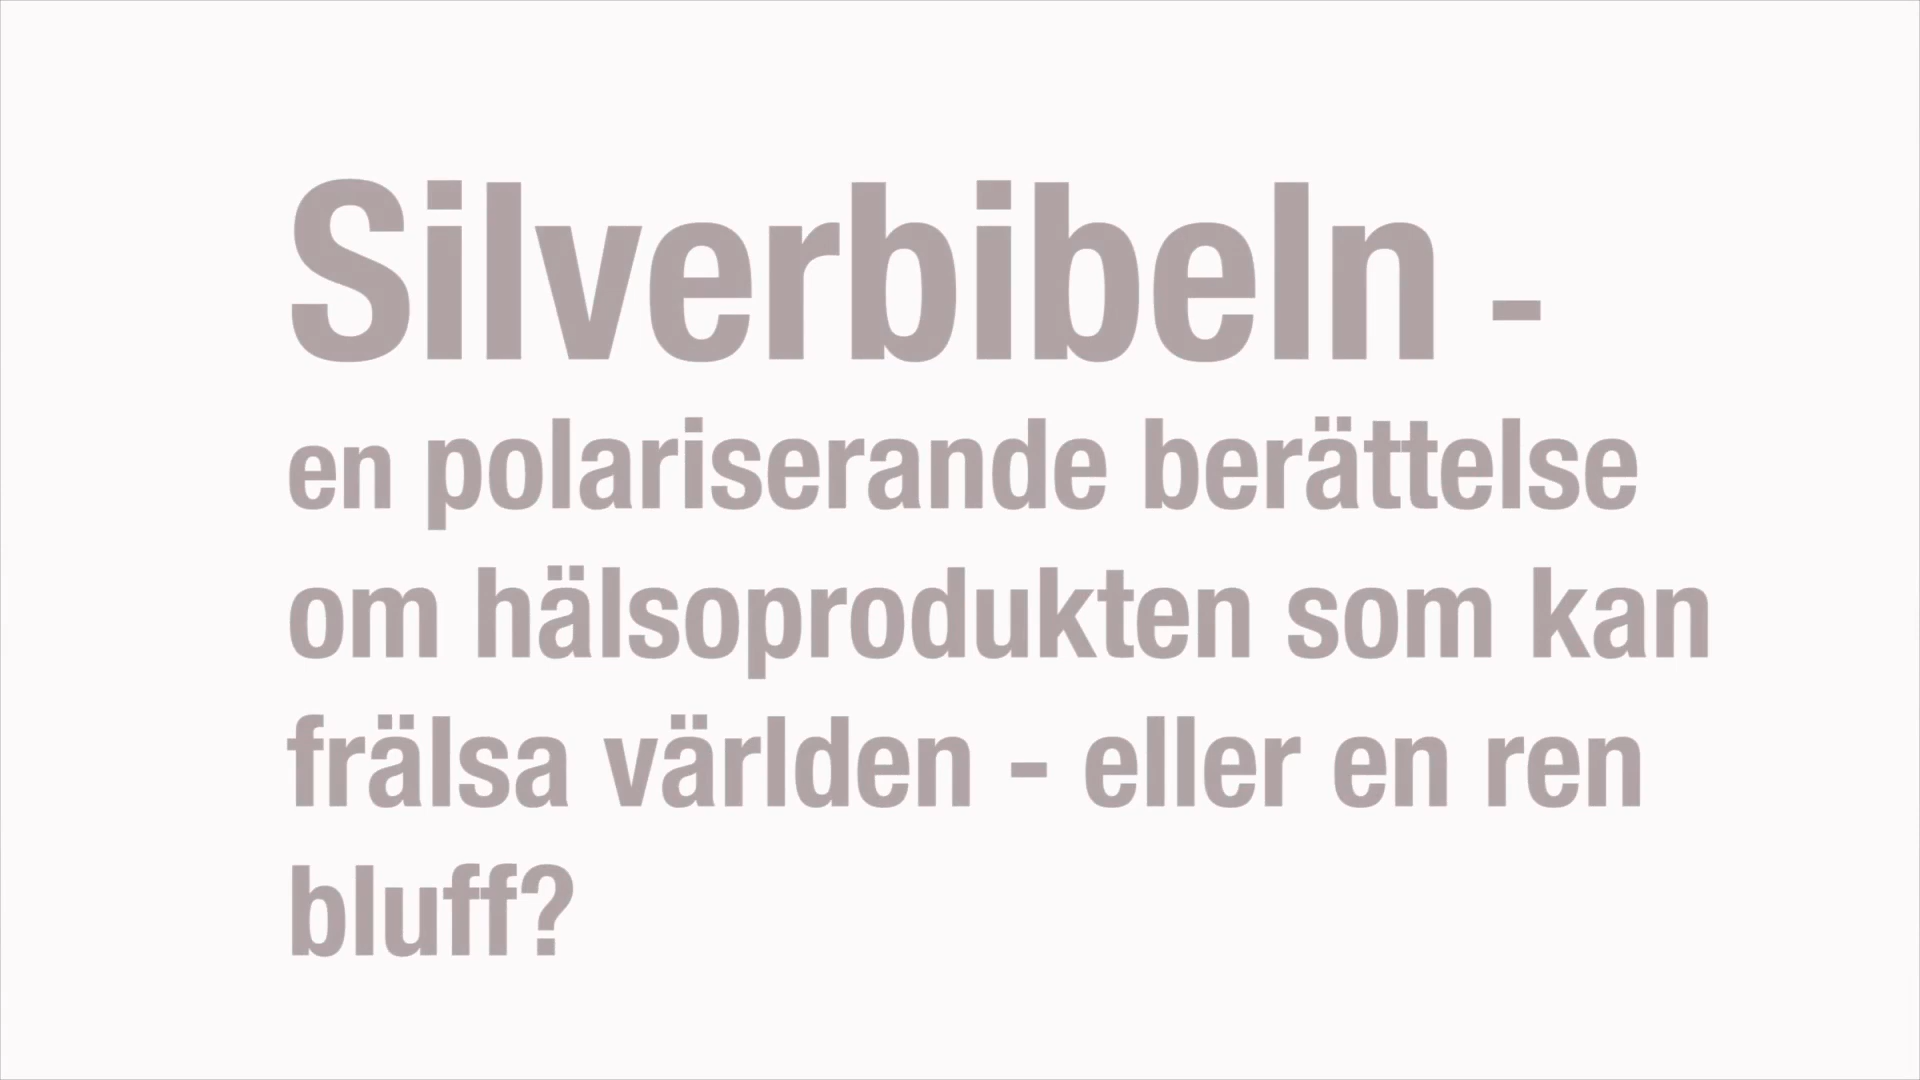 Silverbibeln -
en polariserande berättelse
om hälsoprodukten som kan
frälsa världen - eller en ren
bluff?